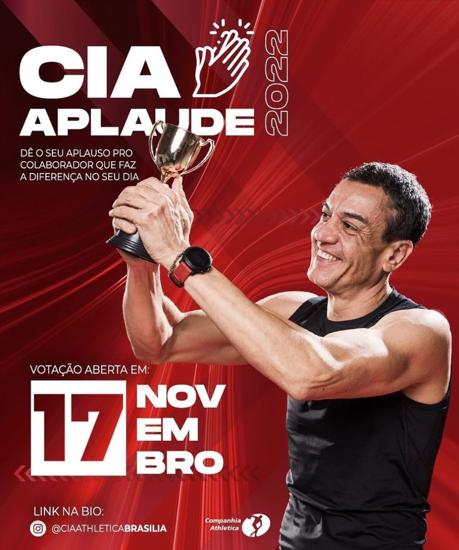 CIA
APLAUDE
2022
DÊ O SEU APLAUSO PRO
COLABORADOR QUE FAZ
A DIFERENÇA NO SEU DIA
VOTAÇÃO ABERTA EM:
17
NOV
EM
BRO
LINK NA BIO:
@CIAATHLETICABRASILIA
Companhia
Athletica